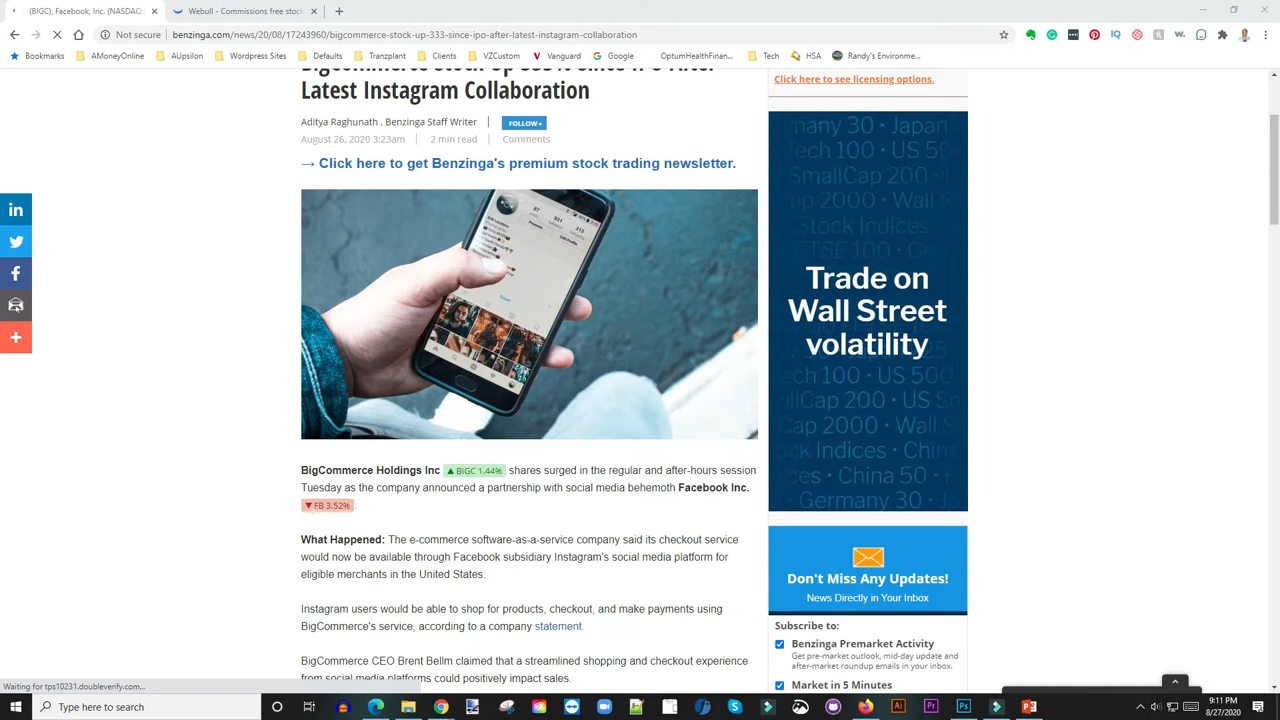 (BIGC), Facebook, Inc. (NASDAQ:
Webull - Commissions free stock
Not secure
benzinga.com/news/20/08/17243960/bigcommerce-stock-up-333-since-ipo-after-latest-instagram-collaboration
Bookmarks AMoneyOnline AUpsilon Wordpress Sites Defaults Tranzplant Clients VZCustom Vanguard Google OptumHealthFinan... Tech HSA Randy's Environme...
Latest Instagram Collaboration
Aditya Raghunath , Benzinga Staff Writer
FOLLOW+
August 26, 2020 3:23am 2 min read Comments
→ Click here to get Benzinga's premium stock trading newsletter.
BigCommerce Holdings Inc ▲ BIGC 1.44% shares surged in the regular and after-hours session
Tuesday as the company announced a partnership with social media behemoth Facebook Inc.
▼ FB 3.52% .
What Happened: The e-commerce software-as-a-service company said its checkout service
would now be available through Facebook subsidiary Instagram's social media platform for
eligible merchants in the United States.
Instagram users would be able to shop for products, checkout, and make payments using
BigCommerce's service, according to a company statement.
BigCommerce CEO Brent Bellm claimed that a streamlined shopping and checkout experience
from social media platforms could positively impact sales.
Click here to see licensing options.
Trade on
Wall Street
volatility
Don't Miss Any Updates!
News Directly in Your Inbox
Subscribe to:
Benzinga Premarket Activity
Get pre-market outlook, mid-day update and
after-market roundup emails in your inbox.
Market in 5 Minutes
Waiting for tps10231.doubleverify.com...
Type here to search
9:11 PM
8/27/2020